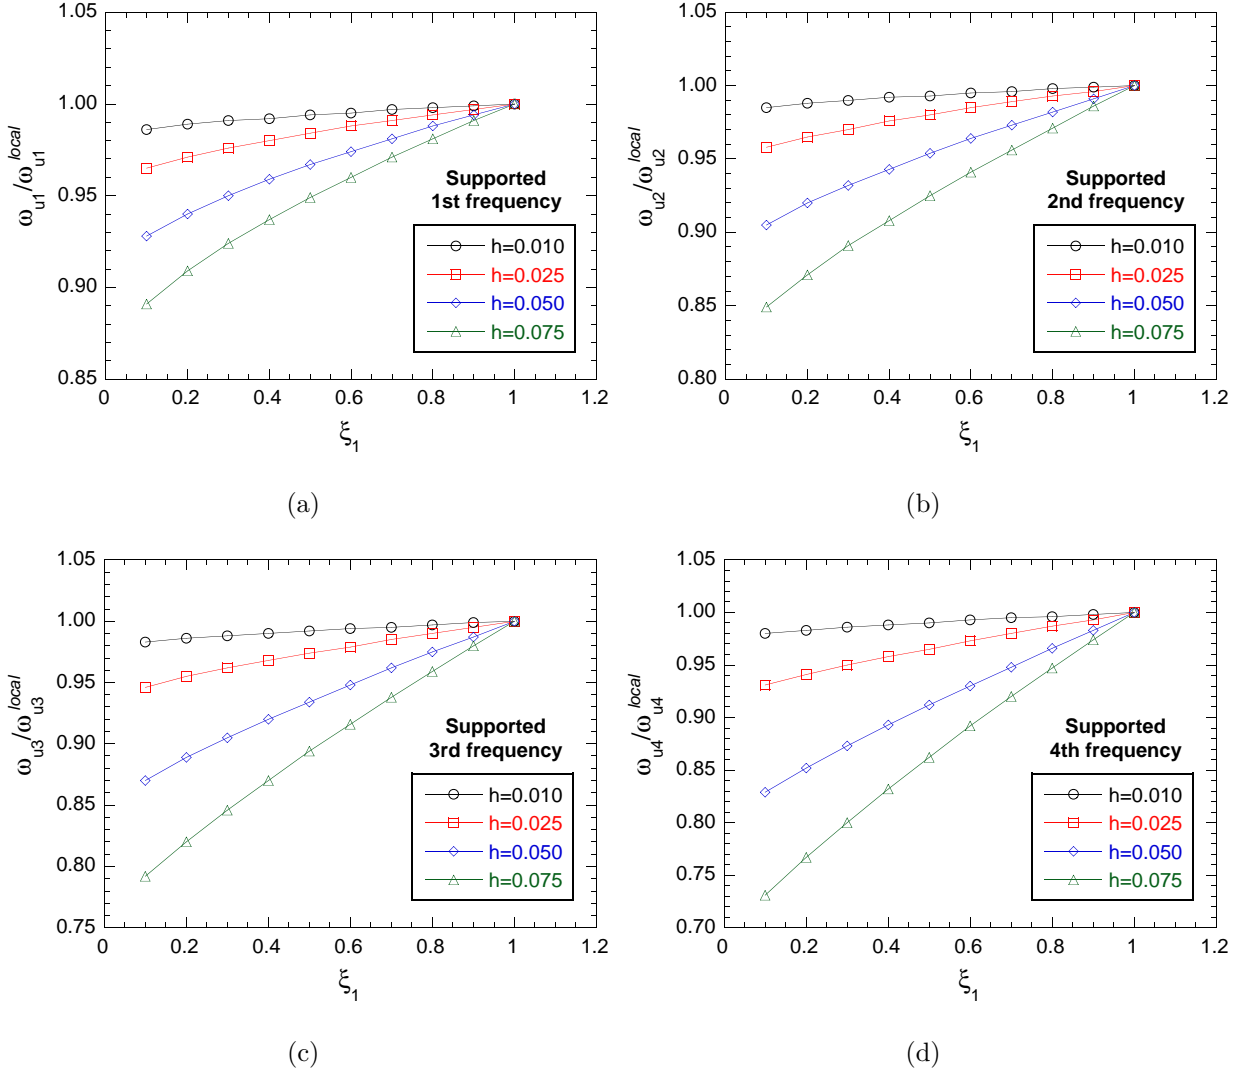 1.05
1.00
0.95
0.90
0.85
0 0.2 0.4 0.6 0.8 1 1.2
ω_u1/ω_u1^local
ξ_1
Supported
1st frequency
h=0.010
h=0.025
h=0.050
h=0.075
(a)
1.05
1.00
0.95
0.90
0.85
0.80
0 0.2 0.4 0.6 0.8 1 1.2
ω_u2/ω_u2^local
ξ_1
Supported
2nd frequency
h=0.010
h=0.025
h=0.050
h=0.075
(b)
1.05
1.00
0.95
0.90
0.85
0.80
0.75
0 0.2 0.4 0.6 0.8 1 1.2
ω_u3/ω_u3^local
ξ_1
Supported
3rd frequency
h=0.010
h=0.025
h=0.050
h=0.075
(c)
1.05
1.00
0.95
0.90
0.85
0.80
0.75
0.70
0 0.2 0.4 0.6 0.8 1 1.2
ω_u4/ω_u4^local
ξ_1
Supported
4th frequency
h=0.010
h=0.025
h=0.050
h=0.075
(d)